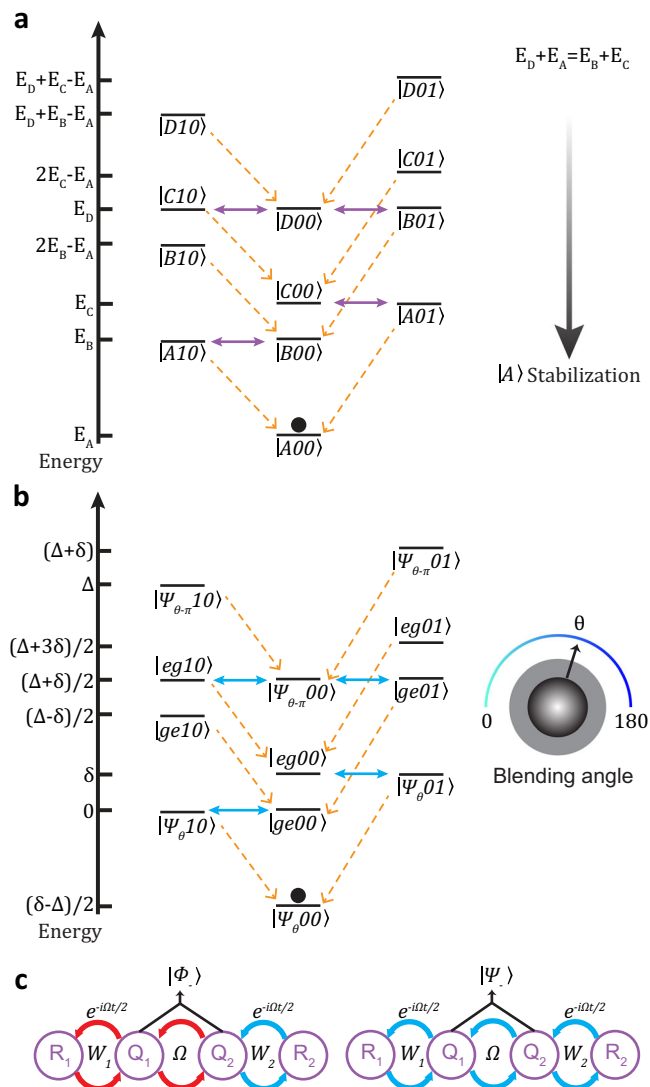 a
E_D+E_A=E_B+E_C
E_D+E_C-E_A
|D01⟩
E_D+E_B-E_A
|D10⟩
|C01⟩
2E_C-E_A
|C10⟩
E_D
|D00⟩
|B01⟩
2E_B-E_A
|B10⟩
|C00⟩
E_C
|A01⟩
E_B
|A10⟩
|B00⟩
|A⟩ Stabilization
E_A
|A00⟩
Energy
b
(Δ+δ)
|Ψ_θ-π01⟩
Δ
|Ψ_θ-π10⟩
|eg01⟩
θ
(Δ+3δ)/2
|eg10⟩
(Δ+δ)/2
|Ψ_θ-π00⟩
|ge01⟩
(Δ-δ)/2
|ge10⟩
0
180
|eg00⟩
Blending angle
δ
|Ψ_θ01⟩
0
|Ψ_θ10⟩
|ge00⟩
(δ-Δ)/2
|Ψ_θ00⟩
Energy
c
|Φ_-⟩
|Ψ_-⟩
e^-iΩt/2
e^-iΩt/2
e^-iΩt/2
e^-iΩt/2
R_1 W_1 Q_1 Ω Q_2 W_2 R_2
R_1 W_1 Q_1 Ω Q_2 W_2 R_2